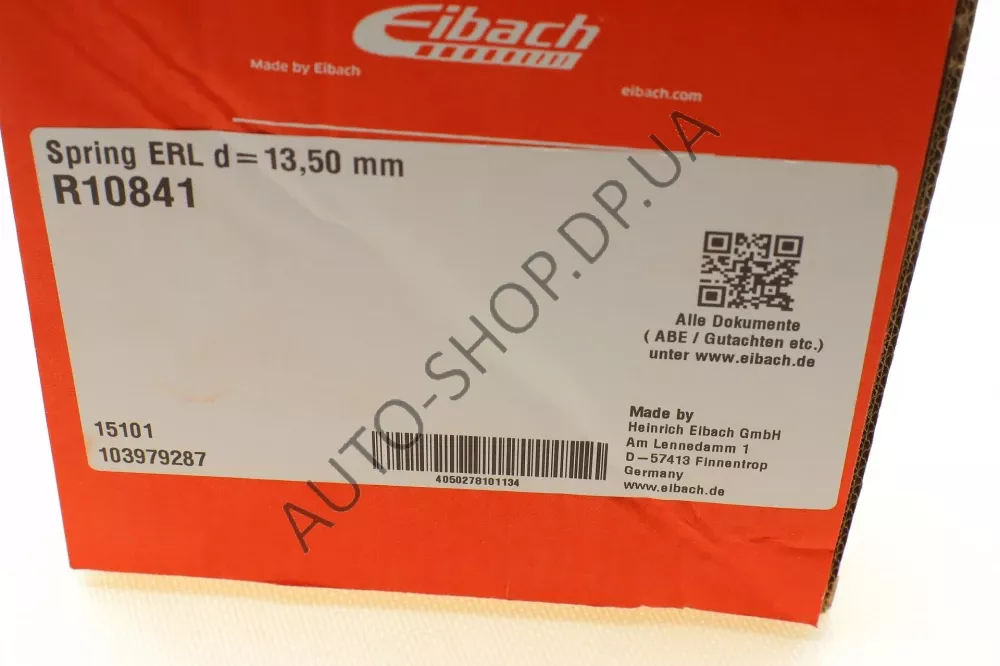 Eibach
Made by Eibach
eibach.com
Spring ERL d=13,50 mm
R10841
Alle Dokumente
( ABE / Gutachten etc.)
unter www.eibach.de
15101
103979287
4050278101134
Made by
Heinrich Eibach GmbH
Am Lennedamm 1
D-57413 Finnentrop
Germany
www.eibach.de
AUTO-SHOP.DP.UA